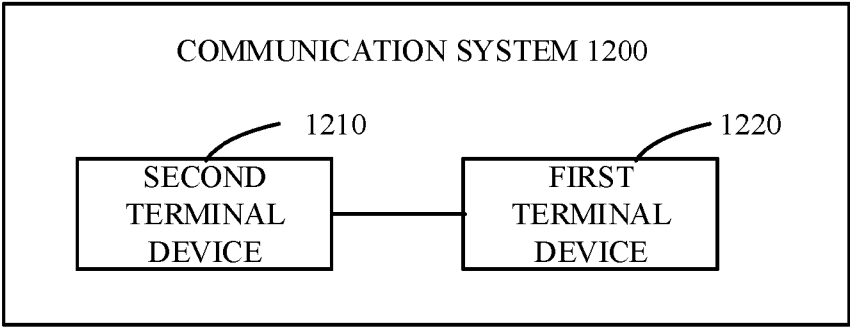 COMMUNICATION SYSTEM 1200
1210
1220
SECOND
TERMINAL
DEVICE
FIRST
TERMINAL
DEVICE